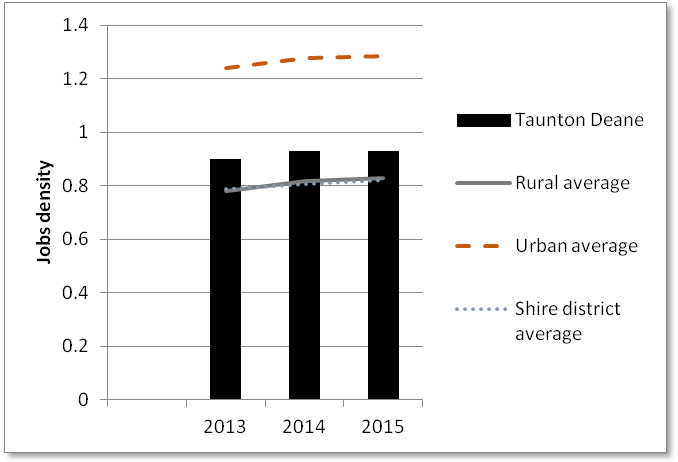 1.4
1.2
1
0.8
0.6
0.4
0.2
0
Jobs density
2013
2014
2015
Taunton Deane
Rural average
Urban average
Shire district
average